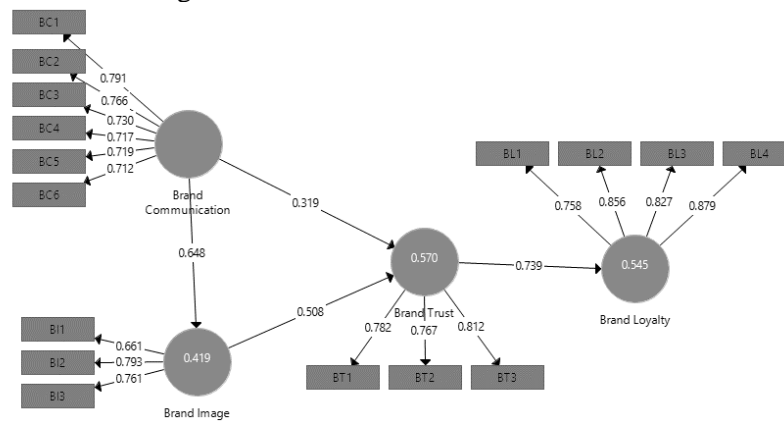 BC1
BC2
BC3
BC4
BC5
BC6
0.791
0.766
0.730
0.717
0.719
0.712
Brand
Communication
0.319
0.648
BL1
BL2
BL3
BL4
0.758
0.856
0.827
0.879
0.570
Brand Trust
0.739
0.545
Brand Loyalty
0.508
0.782
0.767
0.812
BT1
BT2
BT3
BI1
BI2
BI3
0.661
0.793
0.761
0.419
Brand Image